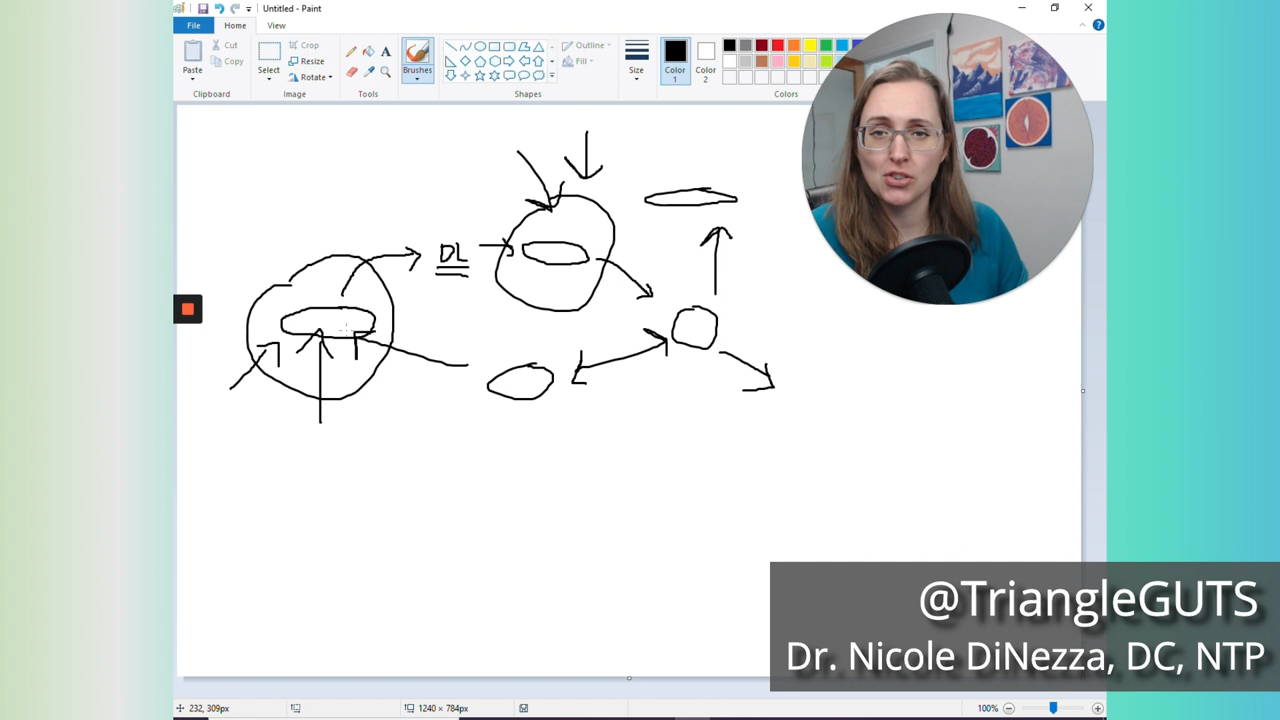 Untitled - Paint
File
Home
View
Paste
Cut
Copy
Clipboard
Select
Crop
Resize
Rotate
Image
A
Tools
Brushes
Outline
Fill
Shapes
Size
Color
1
Color
2
Colors
?
DL
232, 309px
1240 × 784px
100%
@TriangleGUTS
Dr. Nicole DiNezza, DC, NTP